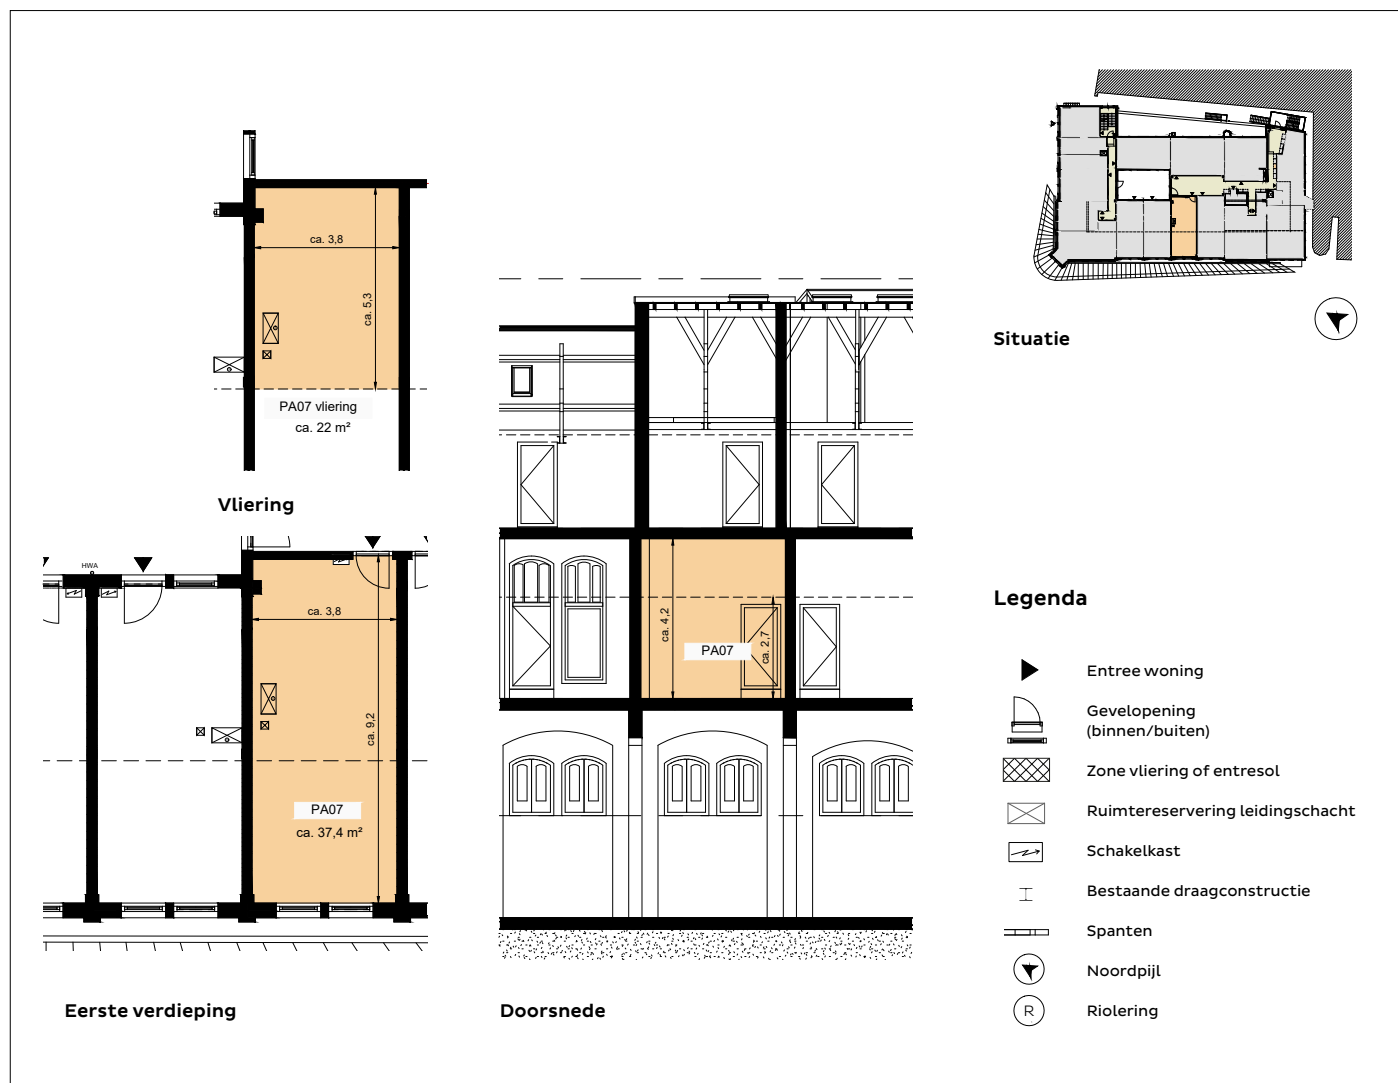 ca. 3,8
ca. 5,3
PA07 vliering
ca. 22 m²
Vliering
HWA
ca. 3,8
ca. 9,2
PA07
ca. 37,4 m²
Eerste verdieping
ca. 4,2
PA07
ca. 2,7
Doorsnede
Situatie
Legenda
Entree woning
Gevelopening
(binnen/buiten)
Zone vliering of entresol
Ruimtereservering leidingschacht
Schakelkast
Bestaande draagconstructie
Spanten
Noordpijl
R
Riolering